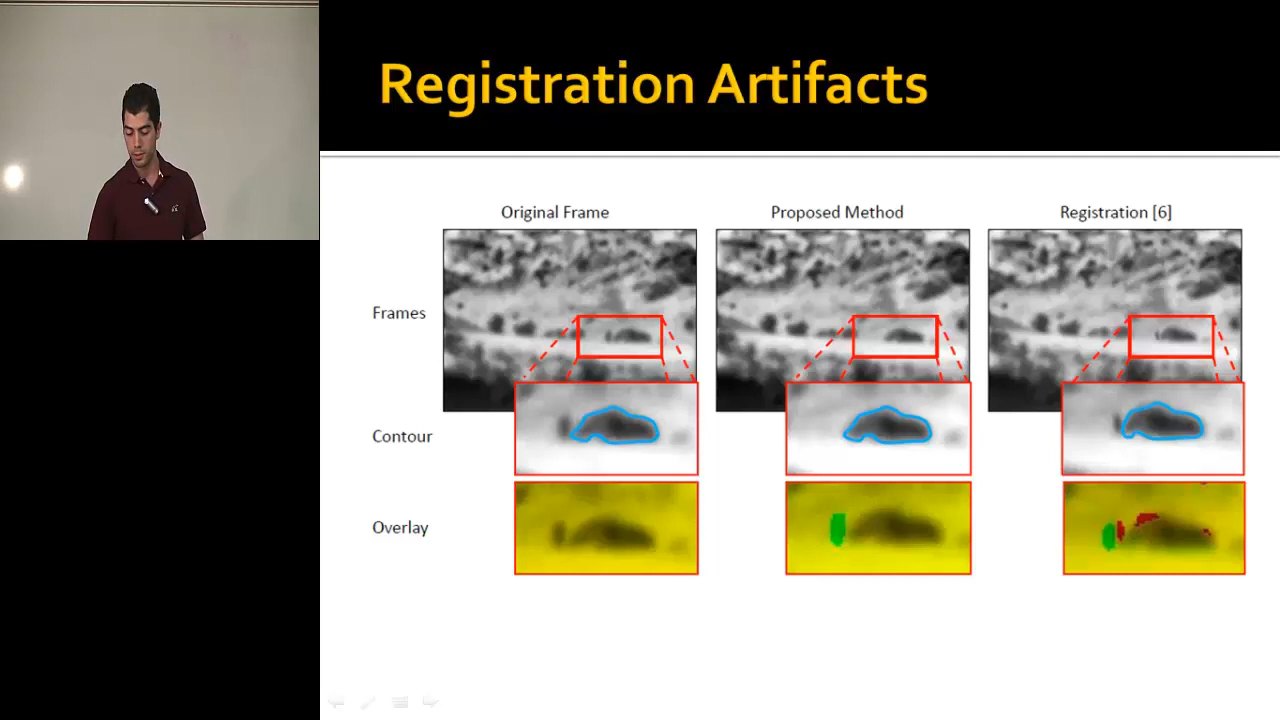 Registration Artifacts
Original Frame
Proposed Method
Registration [6]
Frames
Contour
Overlay